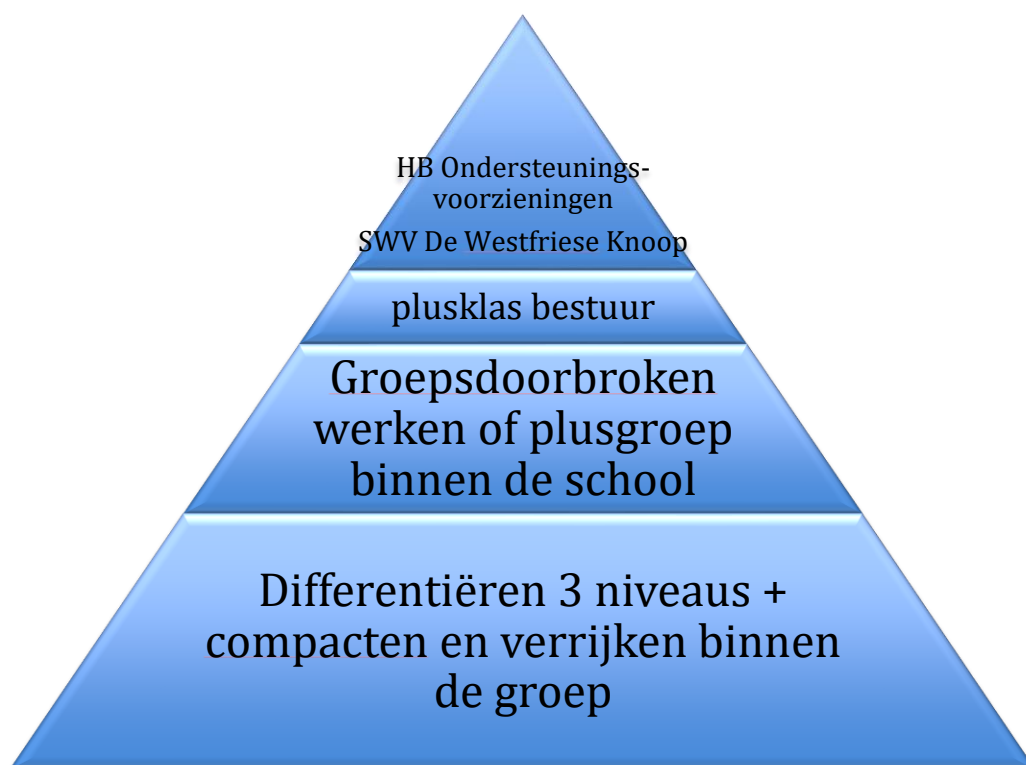 HB Ondersteunings-
voorzieningen
SWV De Westfriese Knoop
plusklas bestuur
Groepsdoorbroken
werken of plusgroep
binnen de school
Differentiëren 3 niveaus +
compacten en verrijken binnen
de groep